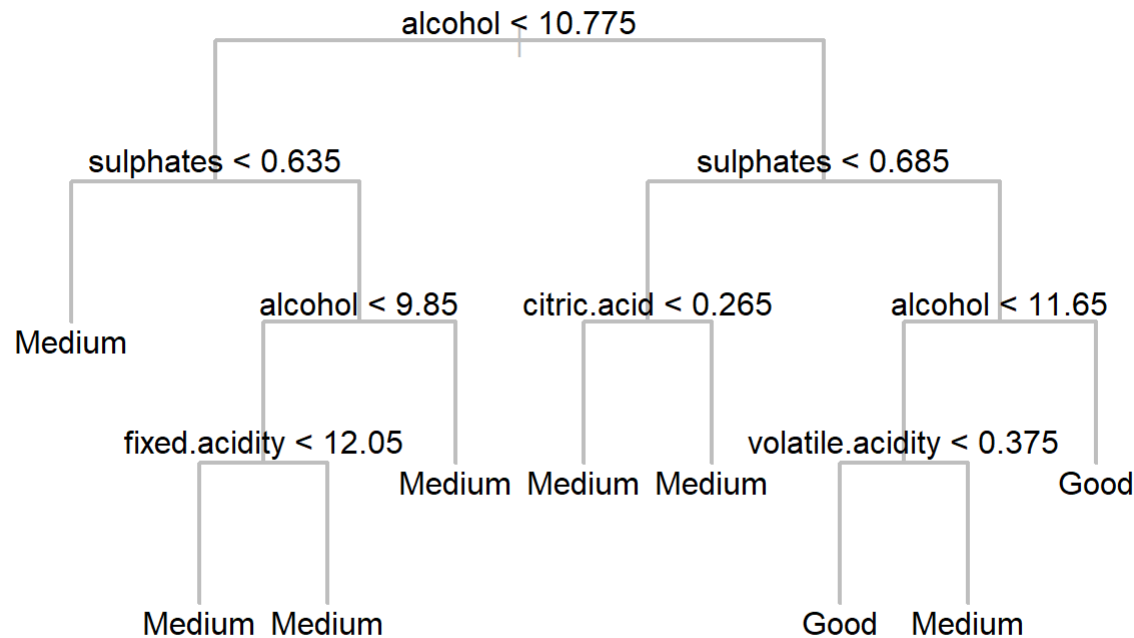 alcohol < 10.775
sulphates < 0.635
sulphates < 0.685
Medium
alcohol < 9.85
citric.acid < 0.265
alcohol < 11.65
fixed.acidity < 12.05
Medium
Medium
Medium
volatile.acidity < 0.375
Good
Medium
Medium
Good
Medium